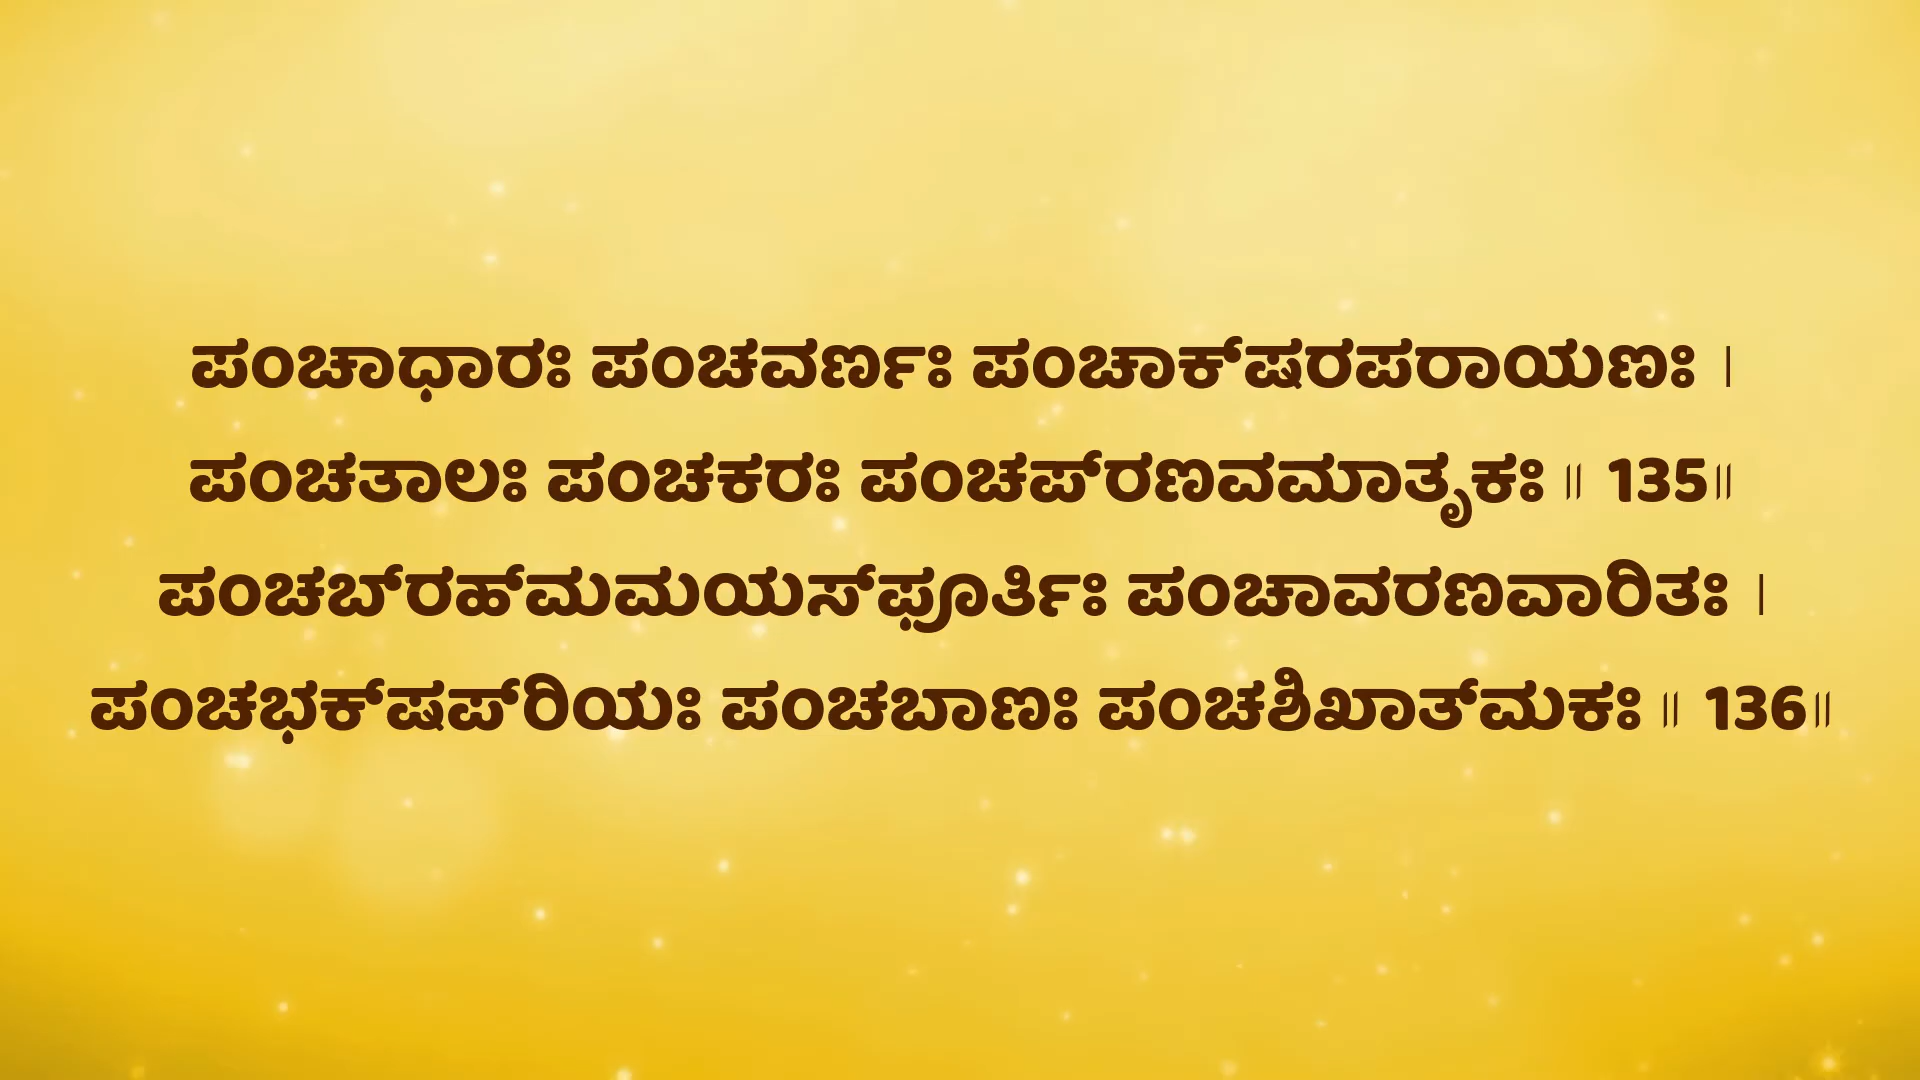 ಪಂಚಾಧಾರಃ ಪಂಚವರ್ಣಃ ಪಂಚಾಕ್‌ಷರಪರಾಯಣಃ ।
ಪಂಚತಾಲಃ ಪಂಚಕರಃ ಪಂಚಪ್‌ರಣವಮಾತೃಕಃ ॥ 135॥
ಪಂಚಬ್‌ರಹ್‌ಮಮಯಸ್‌ಫೂರ್ತಿಃ ಪಂಚಾವರಣವಾರಿತಃ ।
ಪಂಚಭಕ್‌ಷಪ್‌ರಿಯಃ ಪಂಚಬಾಣಃ ಪಂಚಶಿಖಾತ್‌ಮಕಃ ॥ 136॥